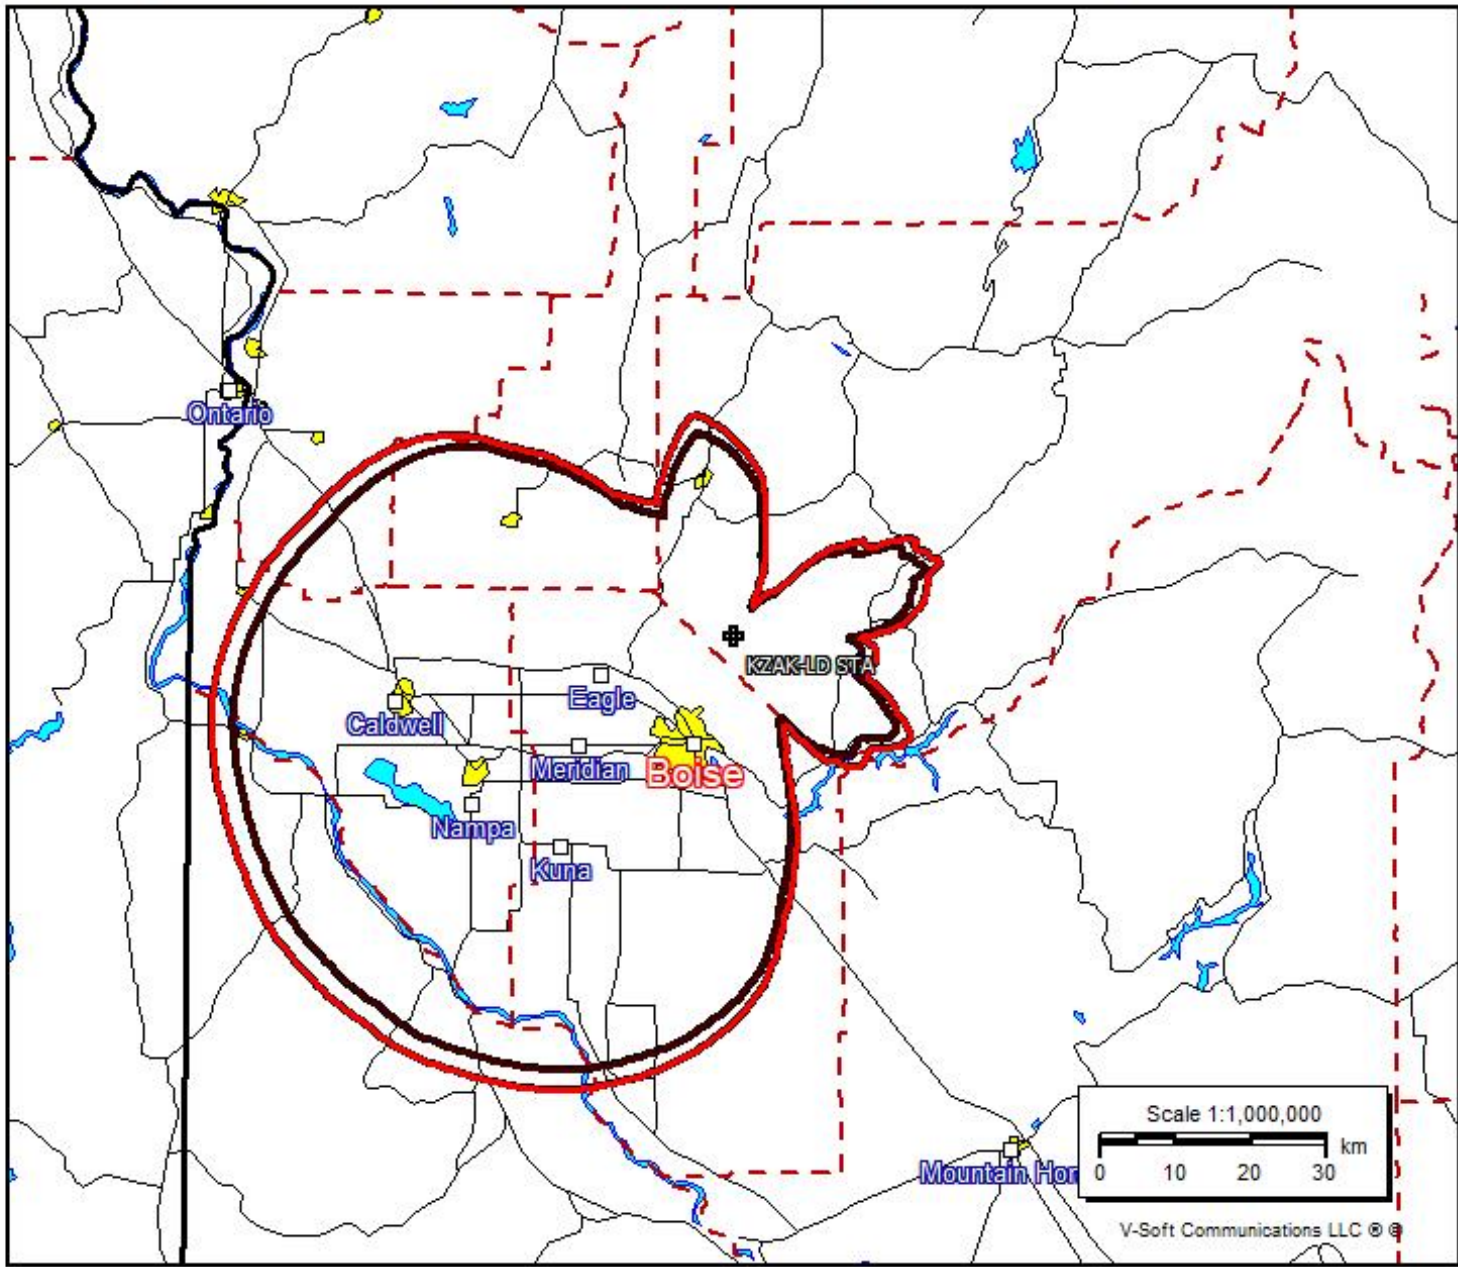 Ontario
KZAK-LD STA
Eagle
Caldwell
Meridian
Boise
Nampa
Kuna
Scale 1:1,000,000
km
0 10 20 30
Mountain Hom
V-Soft Communications LLC ® ©